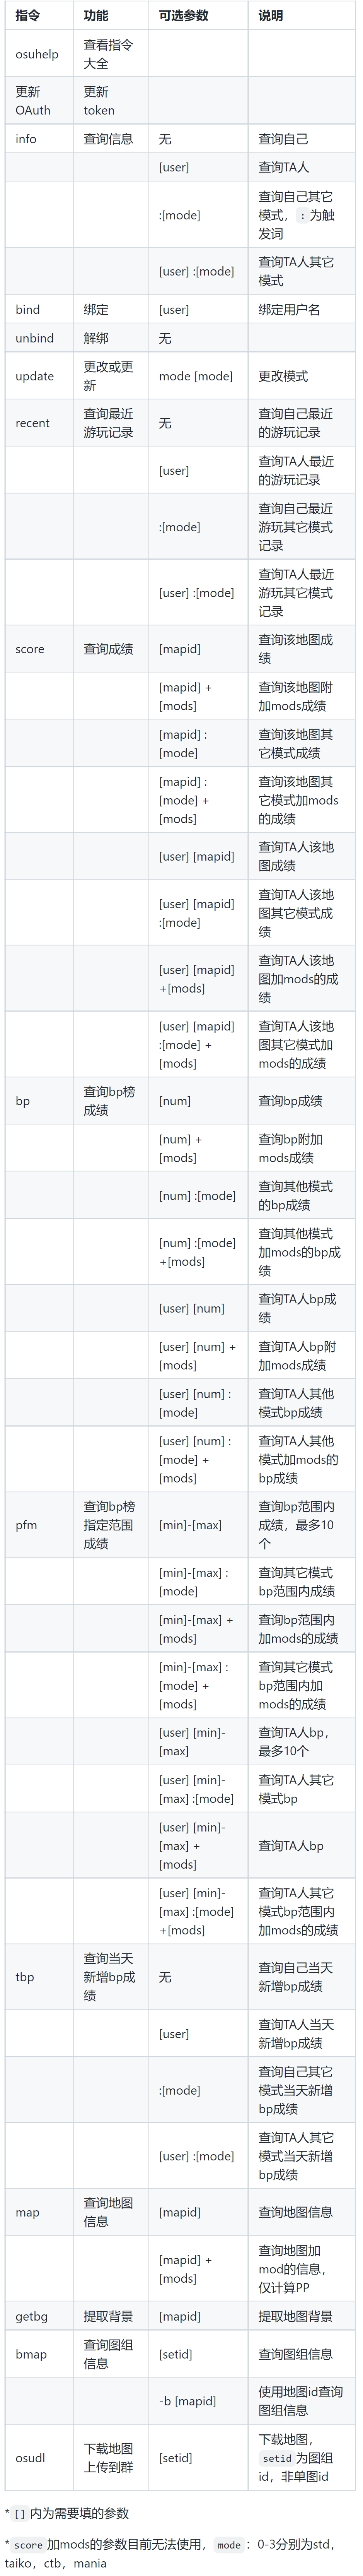 指令 功能 可选参数 说明
osuhelp 查看指令
大全
更新
OAuth 更新
token
info 查询信息 无 查询自己
[user] 查询TA人
:[mode] 查询自己其它
模式，:为触
发词
[user] :[mode] 查询TA人其它
模式
bind 绑定 [user] 绑定用户名
unbind 解绑 无
update 更改或更
新 mode [mode] 更改模式
recent 查询最近
游玩记录 无 查询自己最近
的游玩记录
[user] 查询TA人最近
的游玩记录
:[mode] 查询自己最近
游玩其它模式
记录
[user] :[mode] 查询TA人最近
游玩其它模式
记录
score 查询成绩 [mapid] 查询该地图成
绩
[mapid] +
[mods] 查询该地图附
加mods成绩
[mapid] :
[mode] 查询该地图其
它模式成绩
[mapid] :
[mode] +
[mods] 查询该地图其
它模式加mods
的成绩
[user] [mapid] 查询TA人该地
图成绩
[user] [mapid]
:[mode] 查询TA人该地
图其它模式成
绩
[user] [mapid]
+[mods] 查询TA人该地
图加mods的成
绩
[user] [mapid]
:[mode] +
[mods] 查询TA人该地
图其它模式加
mods的成绩
bp 查询bp榜
成绩 [num] 查询bp成绩
[num] +
[mods] 查询bp附加
mods成绩
[num] :[mode] 查询其他模式
的bp成绩
[num] :[mode]
+[mods] 查询其他模式
加mods的bp成
绩
[user] [num] 查询TA人bp成
绩
[user] [num] +
[mods] 查询TA人bp附
加mods成绩
[user] [num] :
[mode] 查询TA人其他
模式bp成绩
[user] [num] :
[mode] +
[mods] 查询TA人其他
模式加mods的
bp成绩
pfm 查询bp榜
指定范围
成绩 [min]-[max] 查询bp范围内
成绩，最多10
个
[min]-[max] :
[mode] 查询其它模式
bp范围内成绩
[min]-[max] +
[mods] 查询bp范围内
加mods的成绩
[min]-[max] :
[mode] +
[mods] 查询其它模式
bp范围内加
mods的成绩
[user] [min]-
[max] 查询TA人bp，
最多10个
[user] [min]-
[max] :[mode] 查询TA人其它
模式bp
[user] [min]-
[max] +
[mods] 查询TA人bp
[user] [min]-
[max] :[mode]
+[mods] 查询TA人其它
模式bp范围内
加mods的成绩
tbp 查询当天
新增bp成
绩 无 查询自己当天
新增bp成绩
[user] 查询TA人当天
新增bp成绩
:[mode] 查询自己其它
模式当天新增
bp成绩
[user] :[mode] 查询TA人其它
模式当天新增
bp成绩
map 查询地图
信息 [mapid] 查询地图信息
[mapid] +
[mods] 查询地图加
mod的信息，
仅计算PP
getbg 提取背景 [mapid] 提取地图背景
bmap 查询图组
信息 [setid] 查询图组信息
-b [mapid] 使用地图id查询
图组信息
osudl 下载地图
上传到群 [setid] 下载地图，
setid 为图组
id，非单图id
* [] 内为需要填的参数
* score 加mods的参数目前无法使用，mode ：0-3分别为std，
taiko，ctb，mania